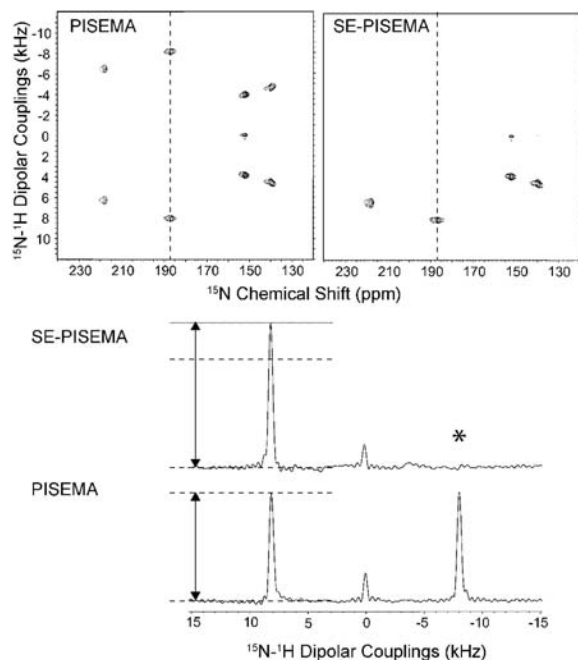 PISEMA
SE-PISEMA
¹⁵N-¹H Dipolar Couplings (kHz)
-10
-8
-6
-4
-2
0
2
4
6
8
10
230 210 190 170 150 130
230 210 190 170 150 130
¹⁵N Chemical Shift (ppm)
SE-PISEMA
*
PISEMA
15 10 5 0 -5 -10 -15
¹⁵N-¹H Dipolar Couplings (kHz)